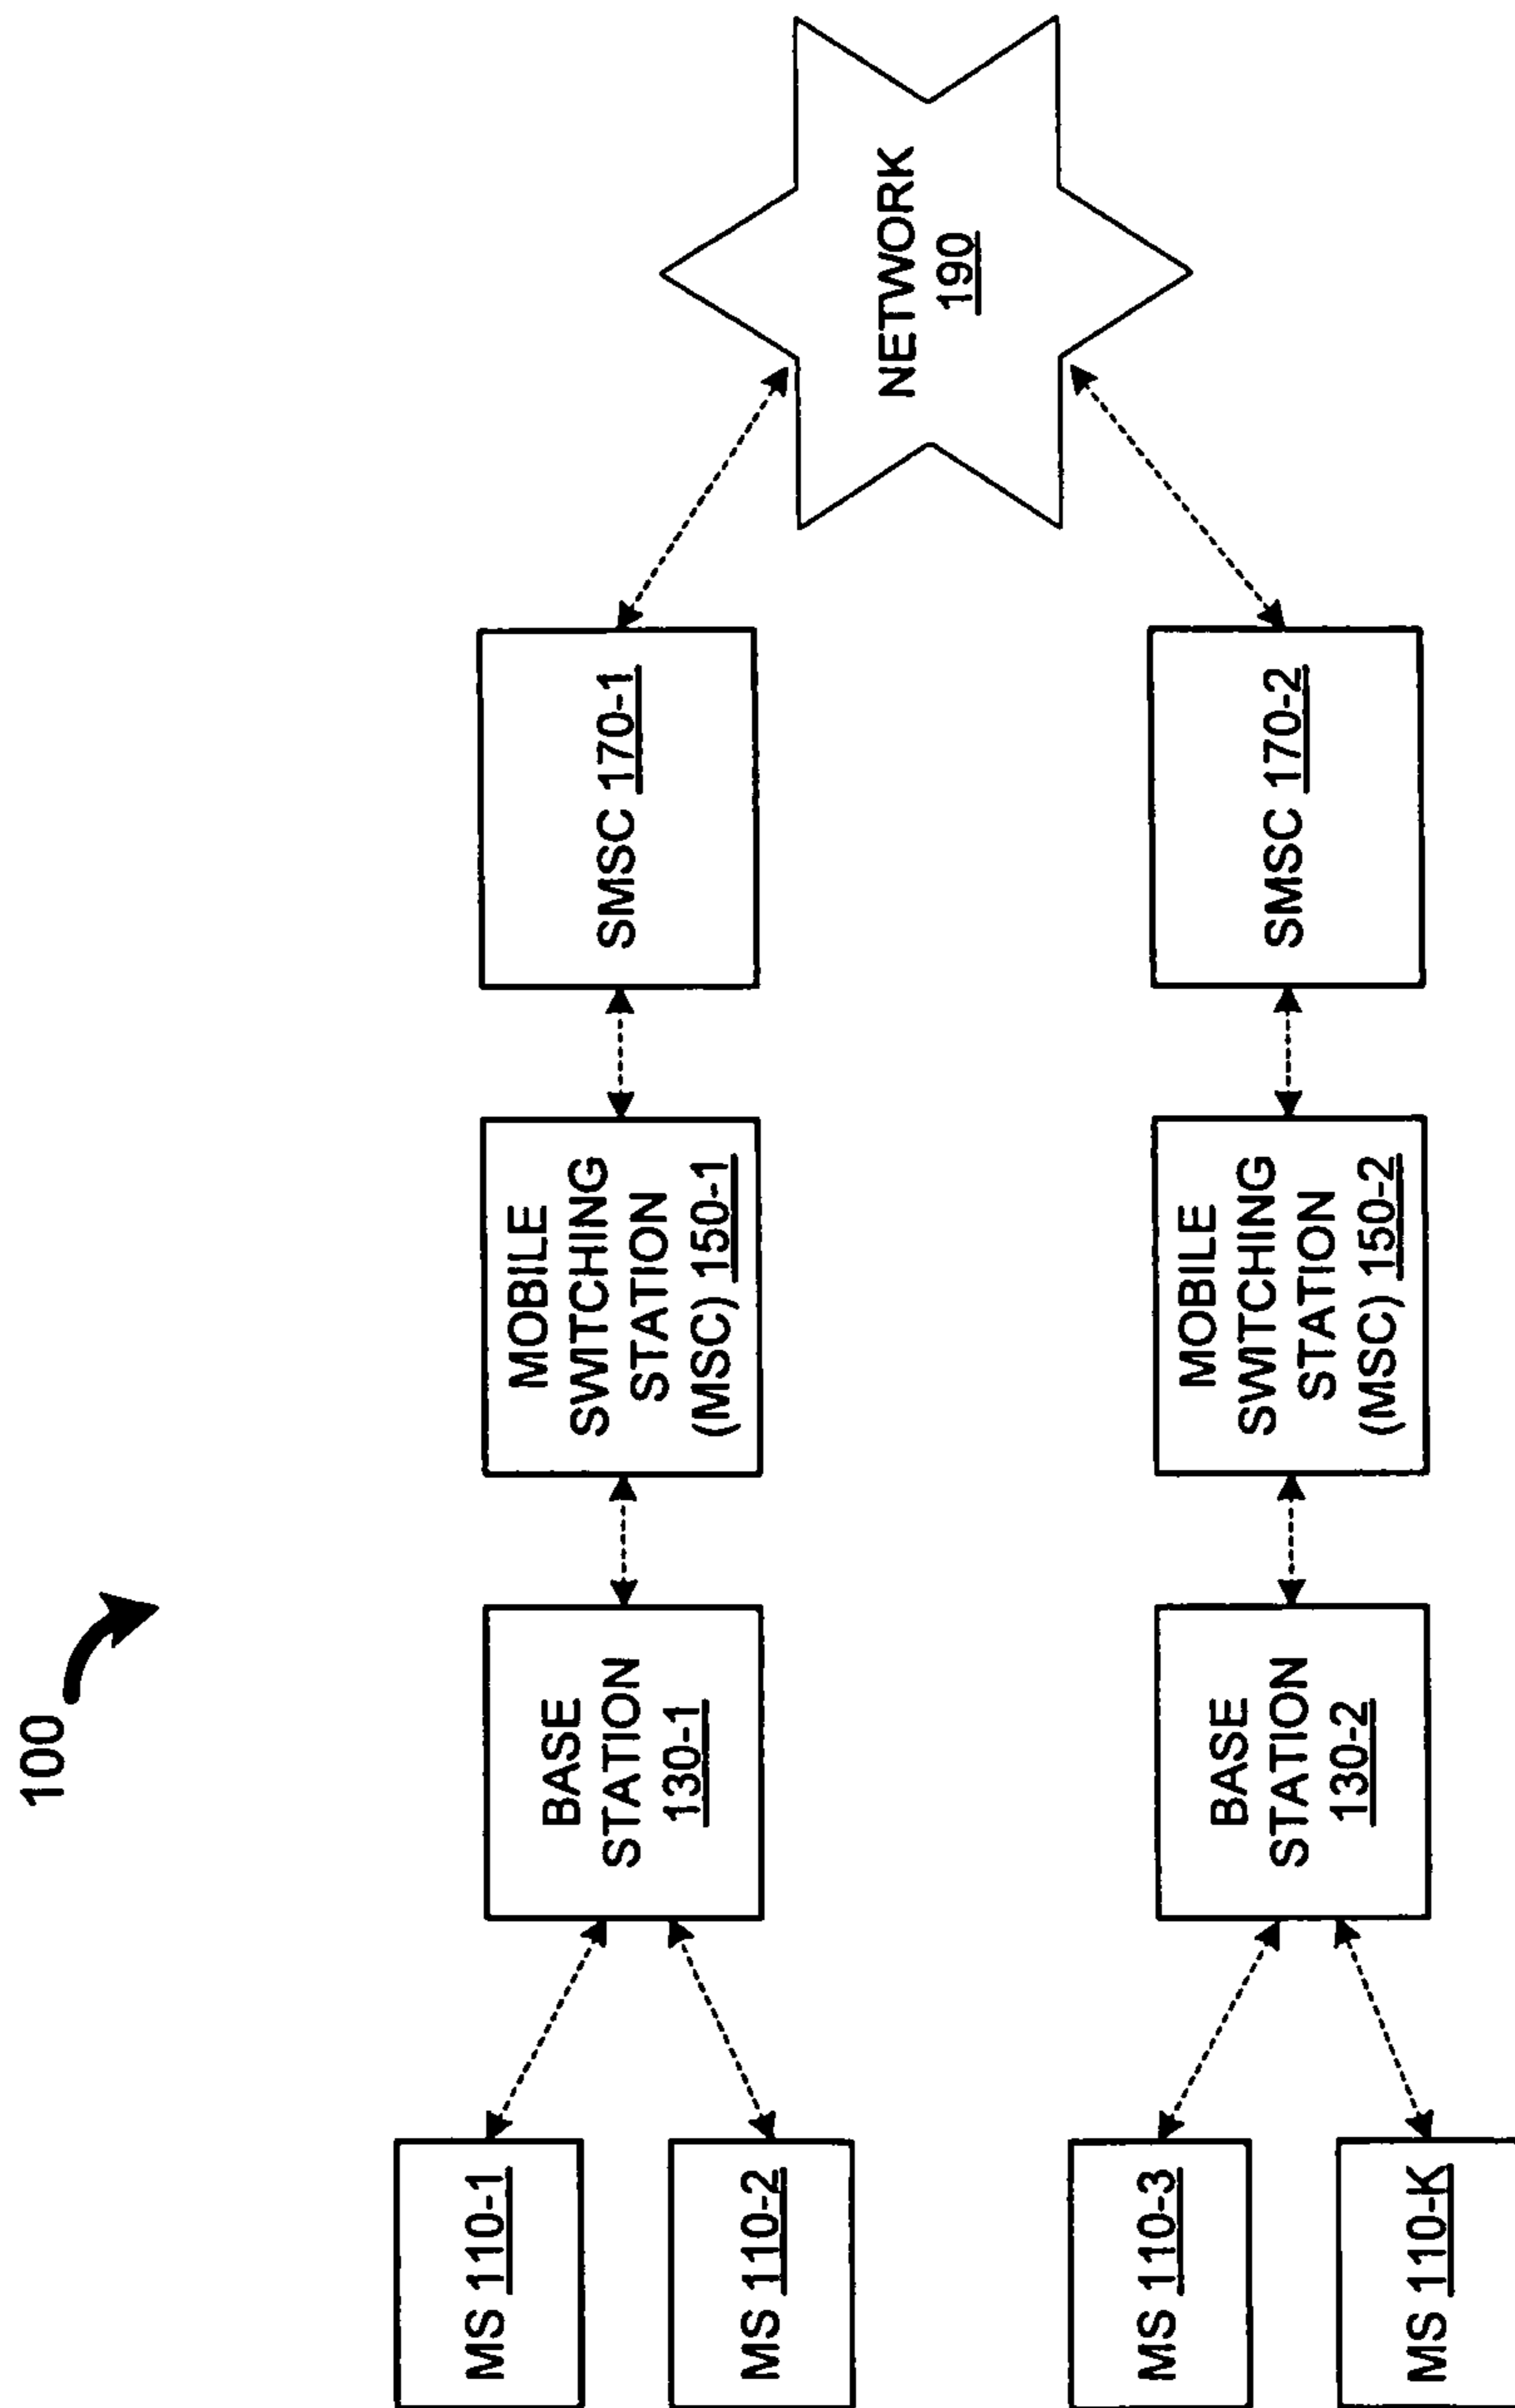 100
MS 110-1
MS 110-2
BASE
STATION
130-1
MOBILE
SWITCHING
STATION
(MSC) 150-1
SMSC 170-1
NETWORK
190
MS 110-3
MS 110-K
BASE
STATION
130-2
MOBILE
SWITCHING
STATION
(MSC) 150-2
SMSC 170-2